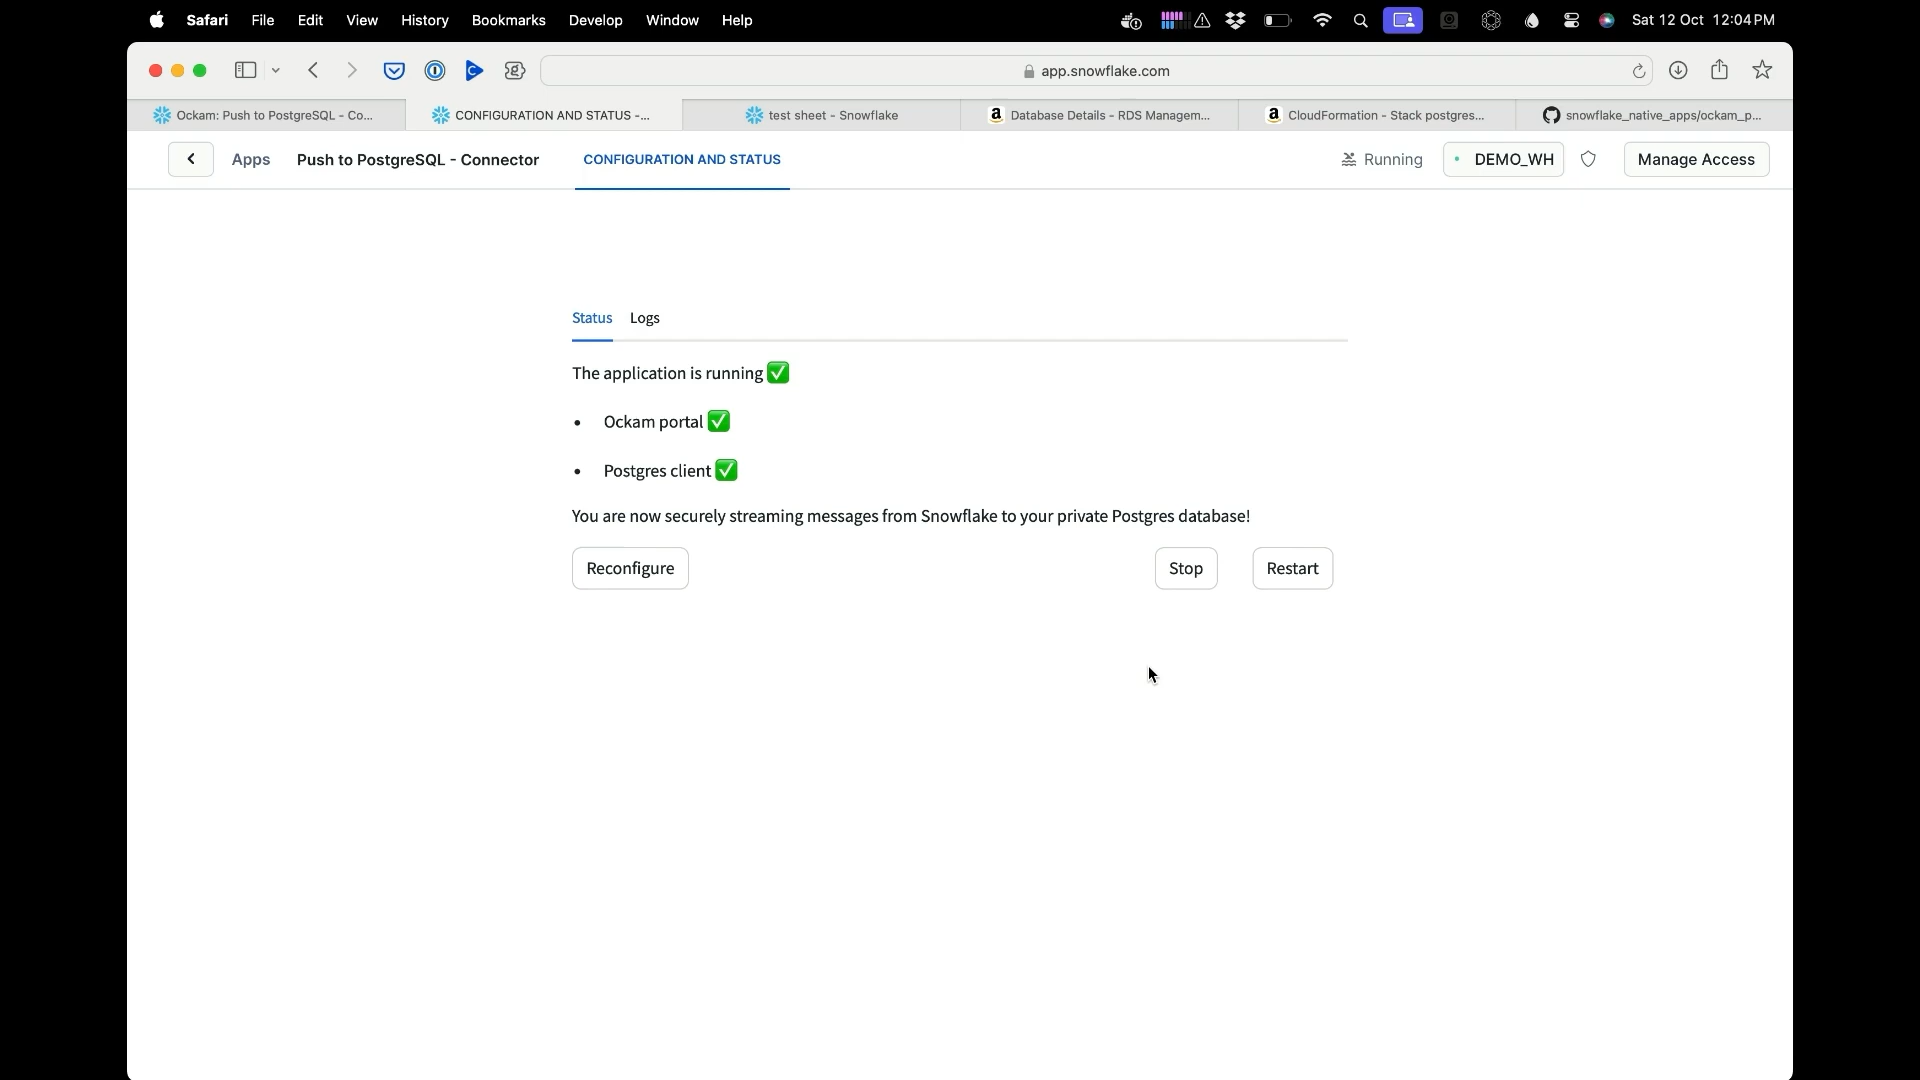 Safari File Edit View History Bookmarks Develop Window Help Sat 12 Oct 12:04 PM
app.snowflake.com
Ockam: Push to PostgreSQL - Co... CONFIGURATION AND STATUS -... test sheet - Snowflake Database Details - RDS Managem... CloudFormation - Stack postgres... snowflake_native_apps/ockam_p...
Apps Push to PostgreSQL - Connector CONFIGURATION AND STATUS Running DEMO_WH Manage Access
Status Logs
The application is running ✅
• Ockam portal ✅
• Postgres client ✅
You are now securely streaming messages from Snowflake to your private Postgres database!
Reconfigure Stop Restart